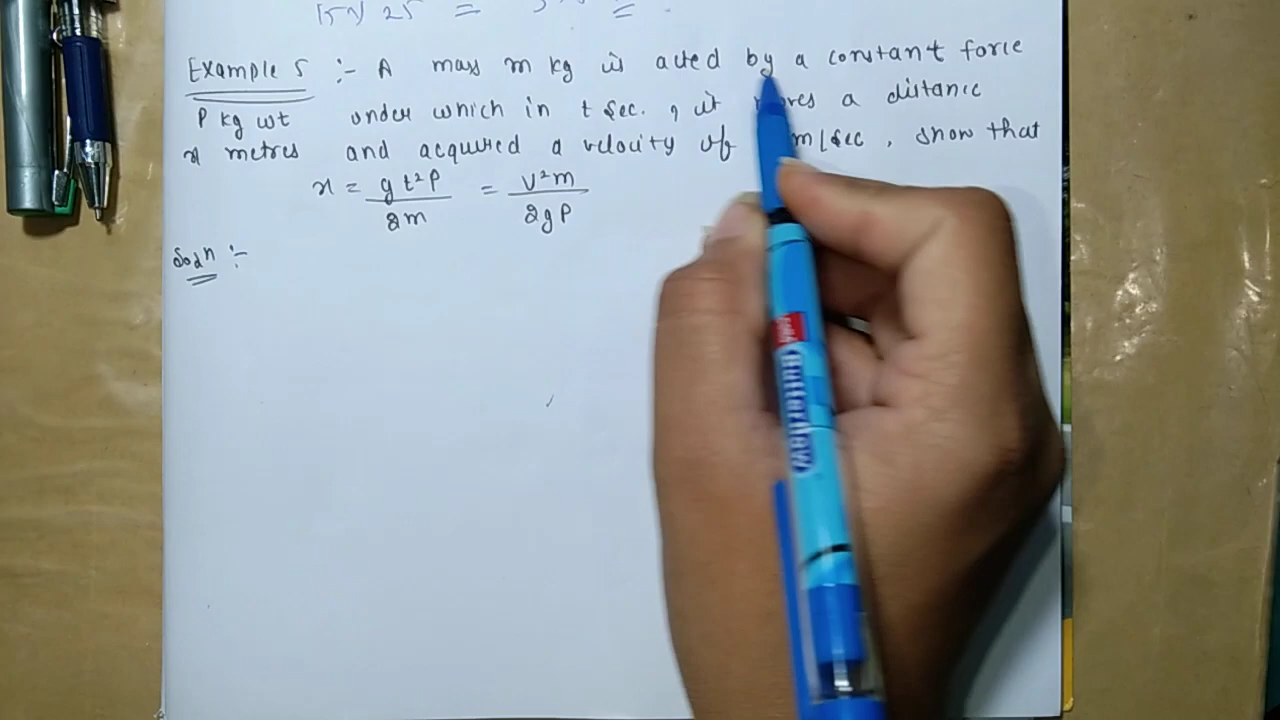 Example 5 :- A mass m kg is acted by a constant force
P kg wt under which in t sec. , it moves a distance
x metres and acquired a velocity of m/sec , show that
x = g t²P / 2m = v²m / 2gP
Solⁿ :-
Butterflow